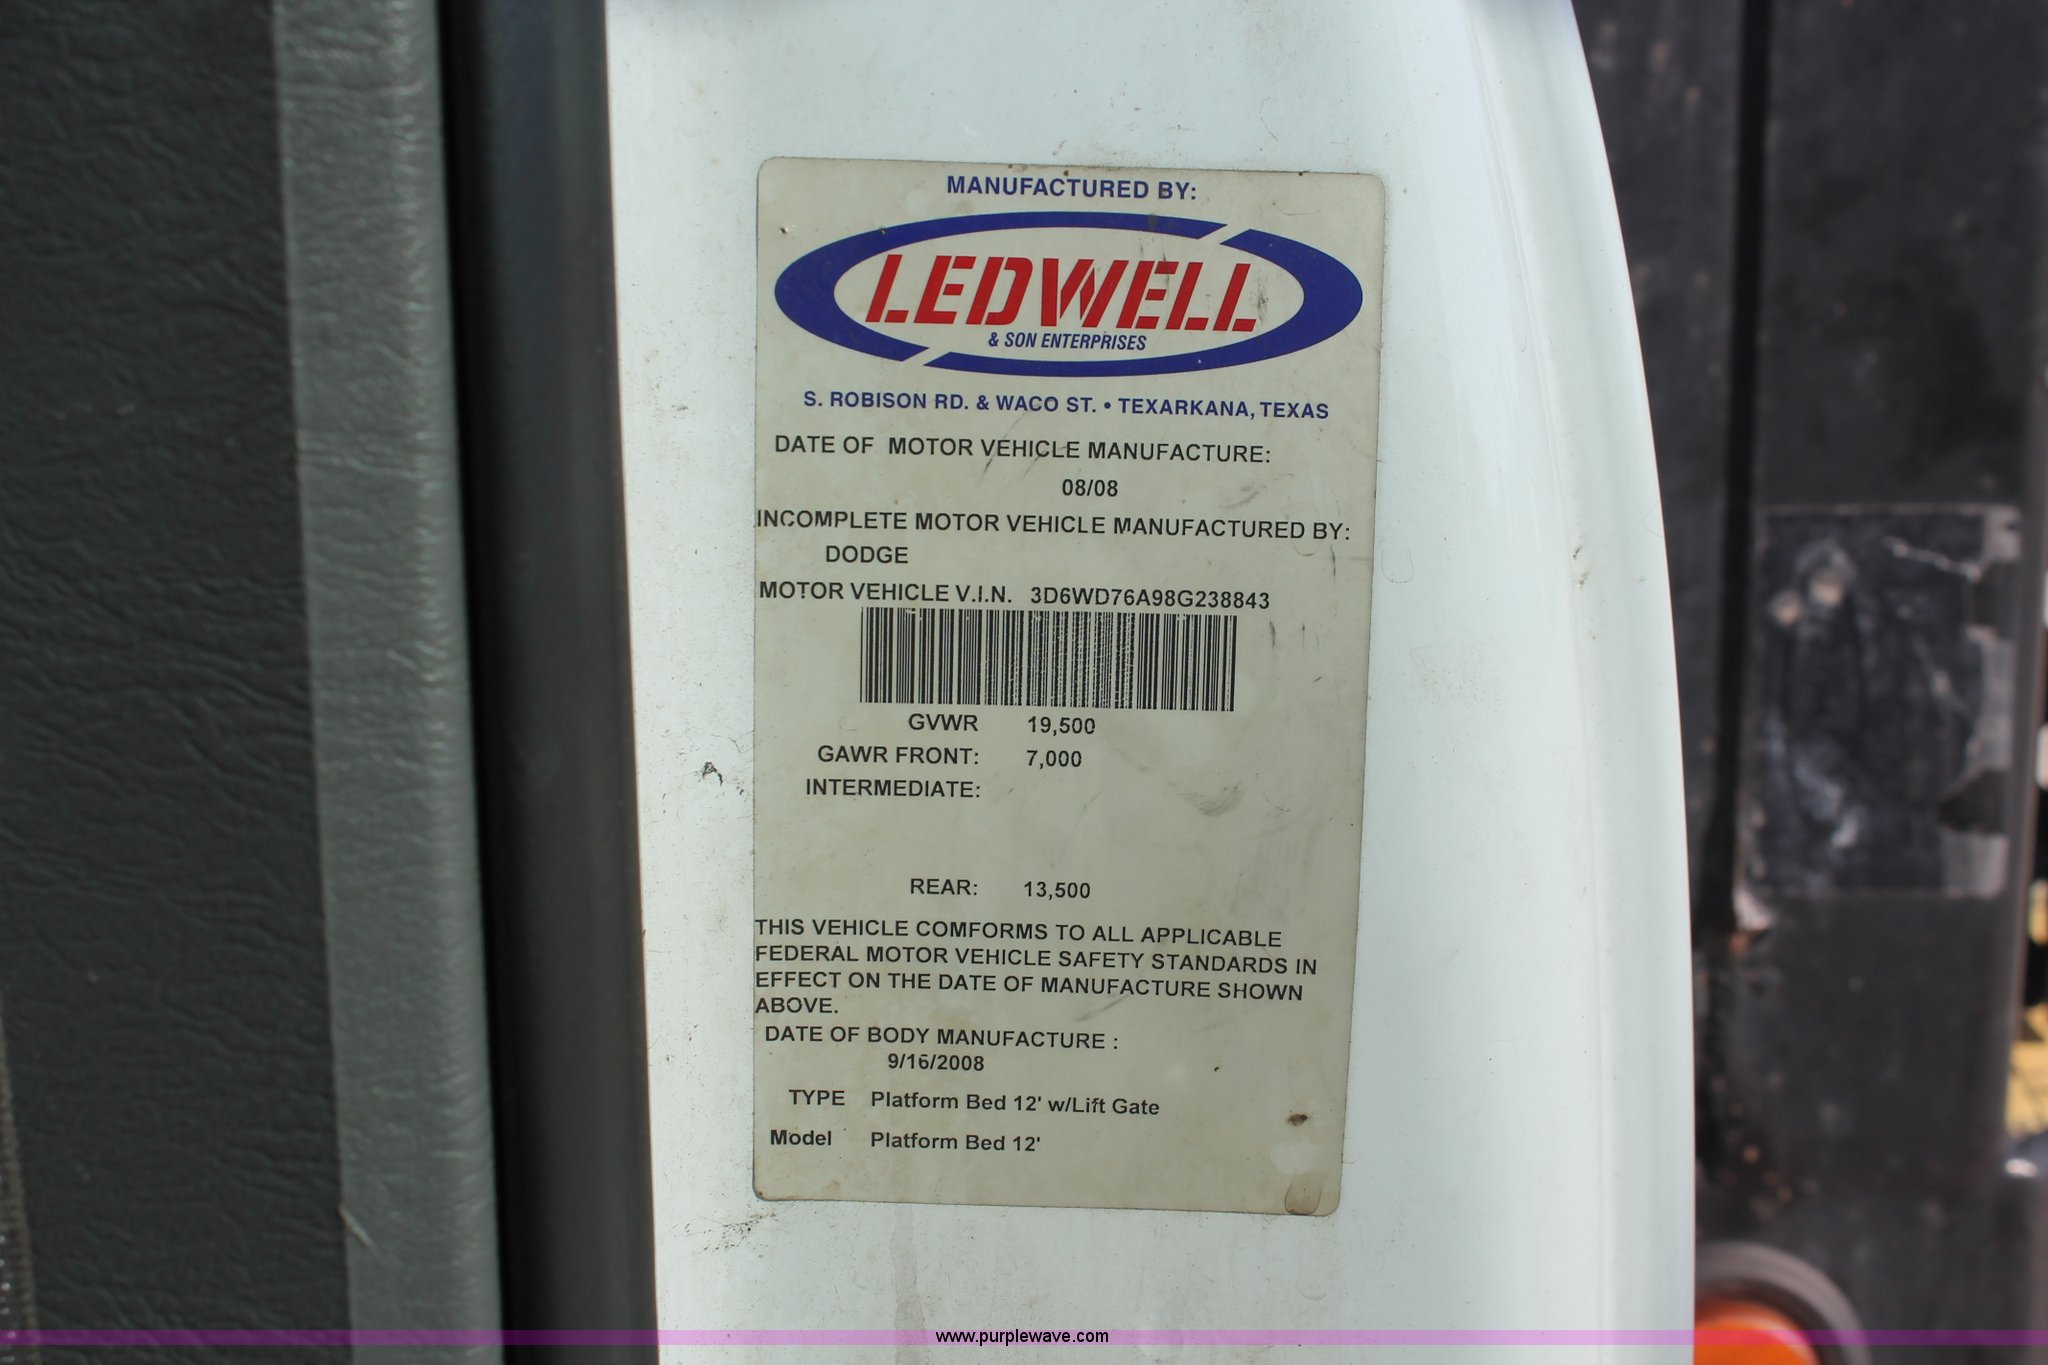 MANUFACTURED BY:
LEDWELL
& SON ENTERPRISES
S. ROBISON RD. & WACO ST. • TEXARKANA, TEXAS
DATE OF MOTOR VEHICLE MANUFACTURE:
08/08
INCOMPLETE MOTOR VEHICLE MANUFACTURED BY:
DODGE
MOTOR VEHICLE V.I.N. 3D6WD76A98G238843
GVWR 19,500
GAWR FRONT: 7,000
INTERMEDIATE:
REAR: 13,500
THIS VEHICLE COMFORMS TO ALL APPLICABLE
FEDERAL MOTOR VEHICLE SAFETY STANDARDS IN
EFFECT ON THE DATE OF MANUFACTURE SHOWN
ABOVE.
DATE OF BODY MANUFACTURE :
9/16/2008
TYPE Platform Bed 12' w/Lift Gate
Model Platform Bed 12'
www.purplewave.com